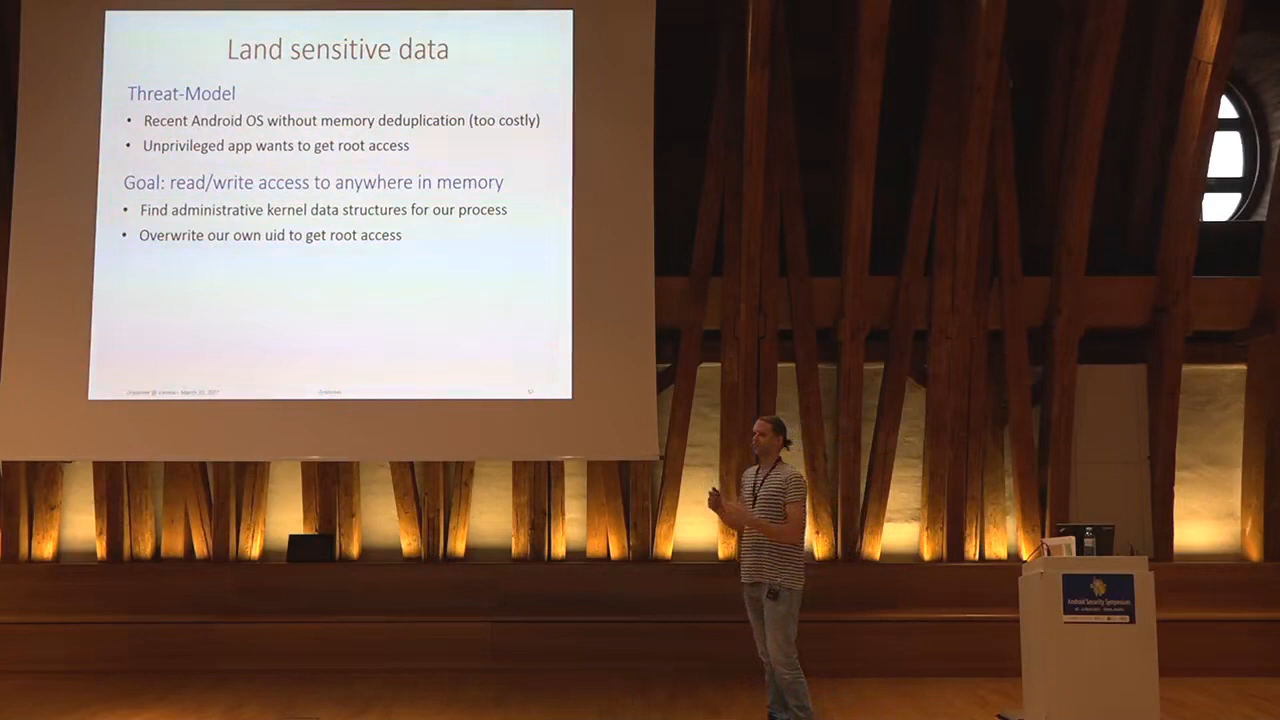 Land sensitive data
Threat-Model
• Recent Android OS without memory deduplication (too costly)
• Unprivileged app wants to get root access
Goal: read/write access to anywhere in memory
• Find administrative kernel data structures for our process
• Overwrite our own uid to get root access
Android Security Symposium